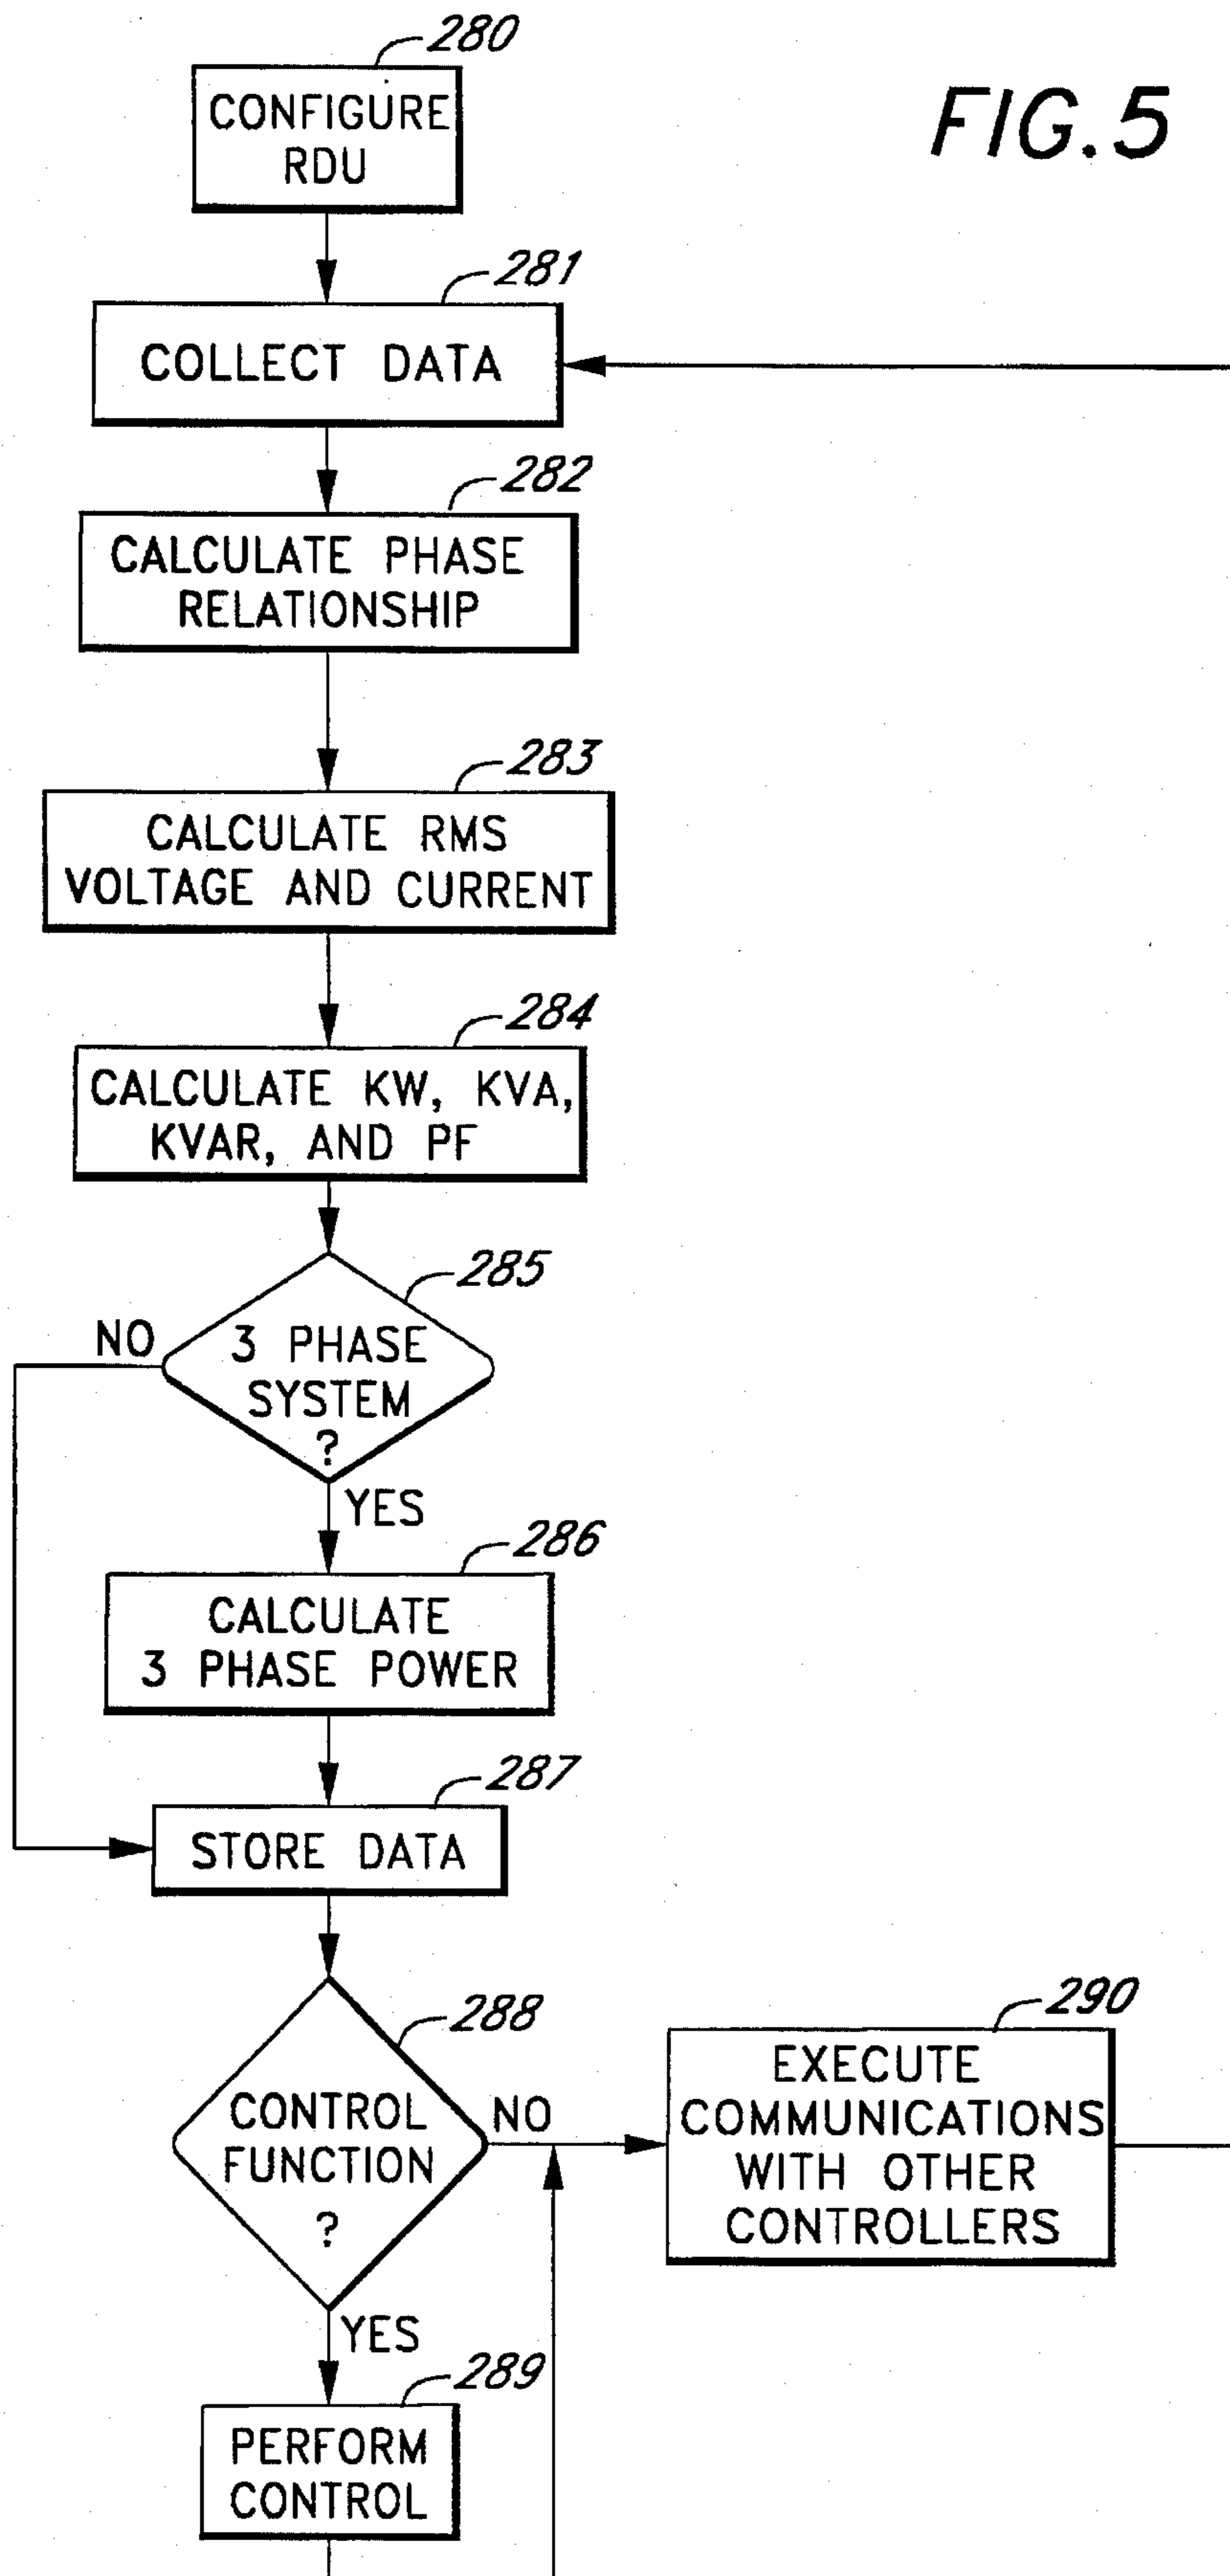 280
FIG. 5
CONFIGURE
RDU
281
COLLECT DATA
282
CALCULATE PHASE
RELATIONSHIP
283
CALCULATE RMS
VOLTAGE AND CURRENT
284
CALCULATE KW, KVA,
KVAR, AND PF
285
NO
3 PHASE
SYSTEM
?
YES
286
CALCULATE
3 PHASE POWER
287
STORE DATA
288
CONTROL
FUNCTION
?
NO
290
EXECUTE
COMMUNICATIONS
WITH OTHER
CONTROLLERS
YES
289
PERFORM
CONTROL